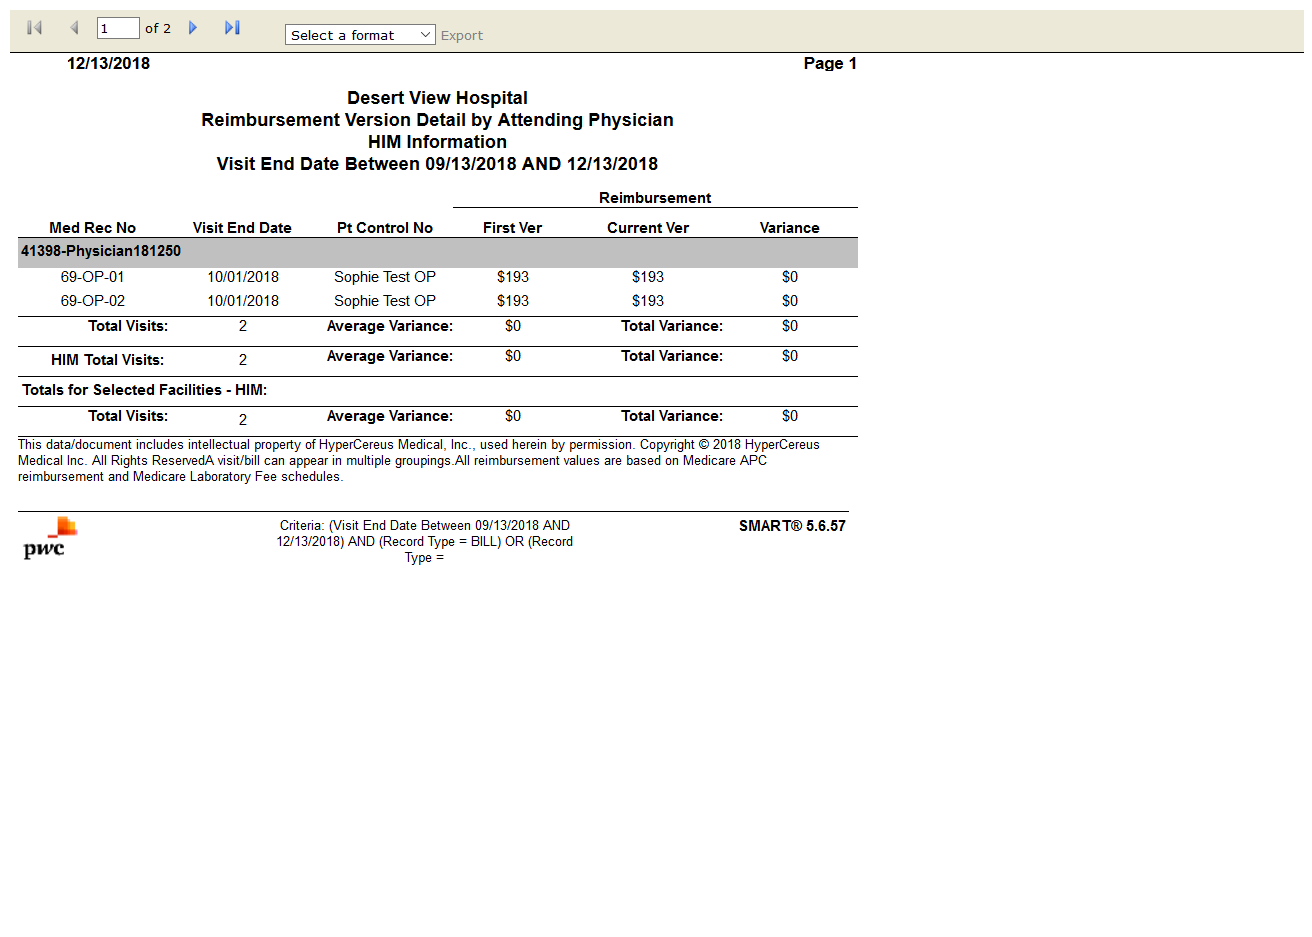 1 of 2 Select a format Export
12/13/2018 Page 1
Desert View Hospital
Reimbursement Version Detail by Attending Physician
HIM Information
Visit End Date Between 09/13/2018 AND 12/13/2018
Reimbursement
Med Rec No Visit End Date Pt Control No First Ver Current Ver Variance
41398-Physician181250
69-OP-01 10/01/2018 Sophie Test OP $193 $193 $0
69-OP-02 10/01/2018 Sophie Test OP $193 $193 $0
Total Visits: 2 Average Variance: $0 Total Variance: $0
HIM Total Visits: 2 Average Variance: $0 Total Variance: $0
Totals for Selected Facilities - HIM:
Total Visits: 2 Average Variance: $0 Total Variance: $0
This data/document includes intellectual property of HyperCereus Medical, Inc., used herein by permission. Copyright © 2018 HyperCereus
Medical Inc. All Rights ReservedA visit/bill can appear in multiple groupings.All reimbursement values are based on Medicare APC
reimbursement and Medicare Laboratory Fee schedules.
pwc
Criteria: (Visit End Date Between 09/13/2018 AND
12/13/2018) AND (Record Type = BILL) OR (Record
Type =
SMART® 5.6.57